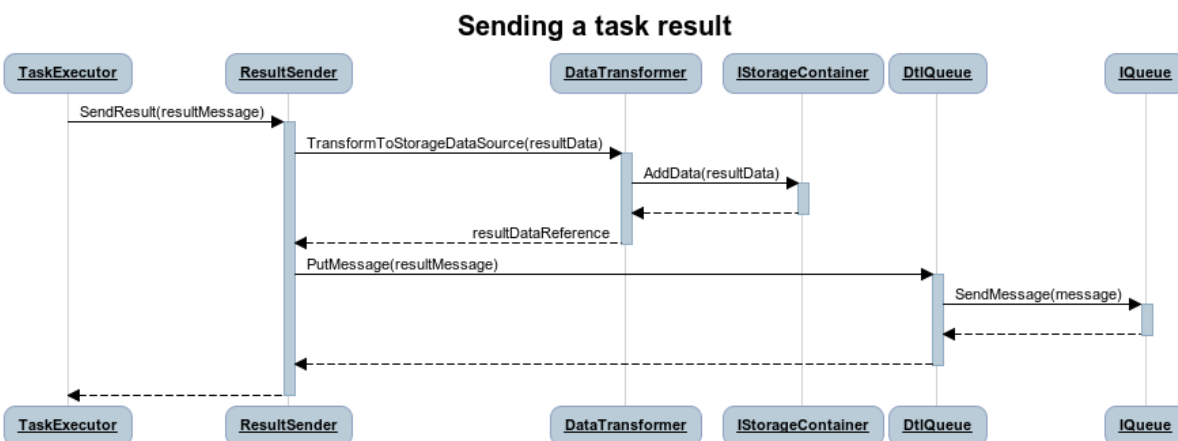 Sending a task result
TaskExecutor ResultSender DataTransformer IStorageContainer DtlQueue IQueue
SendResult(resultMessage)
TransformToStorageDataSource(resultData)
AddData(resultData)
resultDataReference
PutMessage(resultMessage)
SendMessage(message)
TaskExecutor ResultSender DataTransformer IStorageContainer DtlQueue IQueue